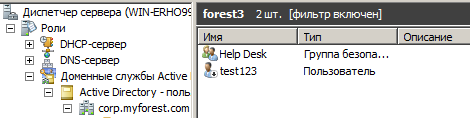 Диспетчер сервера (WIN-ERHO99
Роли
DHCP-сервер
DNS-сервер
Доменные службы Active I
Active Directory - поль
corp.myforest.com
forest3 2 шт. [фильтр включен]
Имя Тип Описание
Help Desk Группа безопа...
test123 Пользователь